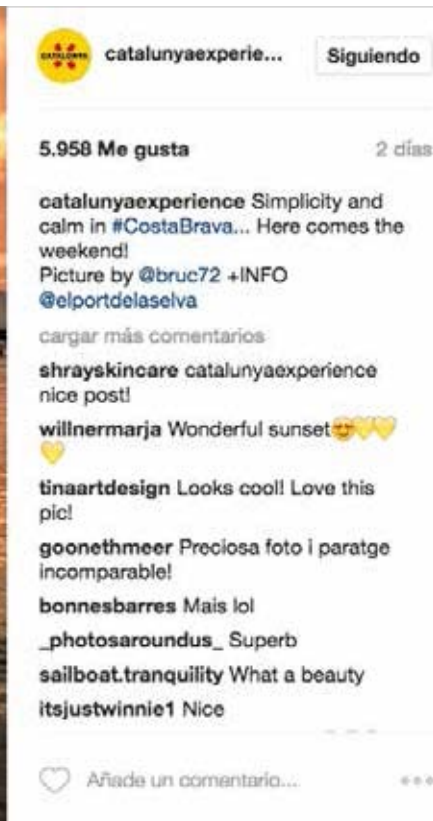 CATALUNYA
catalunyaexperie...
Siguiendo
5.958 Me gusta
2 días
catalunyaexperience Simplicity and
calm in #CostaBrava... Here comes the
weekend!
Picture by @bruc72 +INFO
@elportdelaselva
cargar más comentarios
shrayskincare catalunyaexperience
nice post!
willnermarja Wonderful sunset😍💛💛
💛
tinaartdesign Looks cool! Love this
pic!
goonethmeer Preciosa foto i paratge
incomparable!
bonnesbarres Mais lol
_photosaroundus_ Superb
sailboat.tranquility What a beauty
itsjustwinnie1 Nice
Añade un comentario...